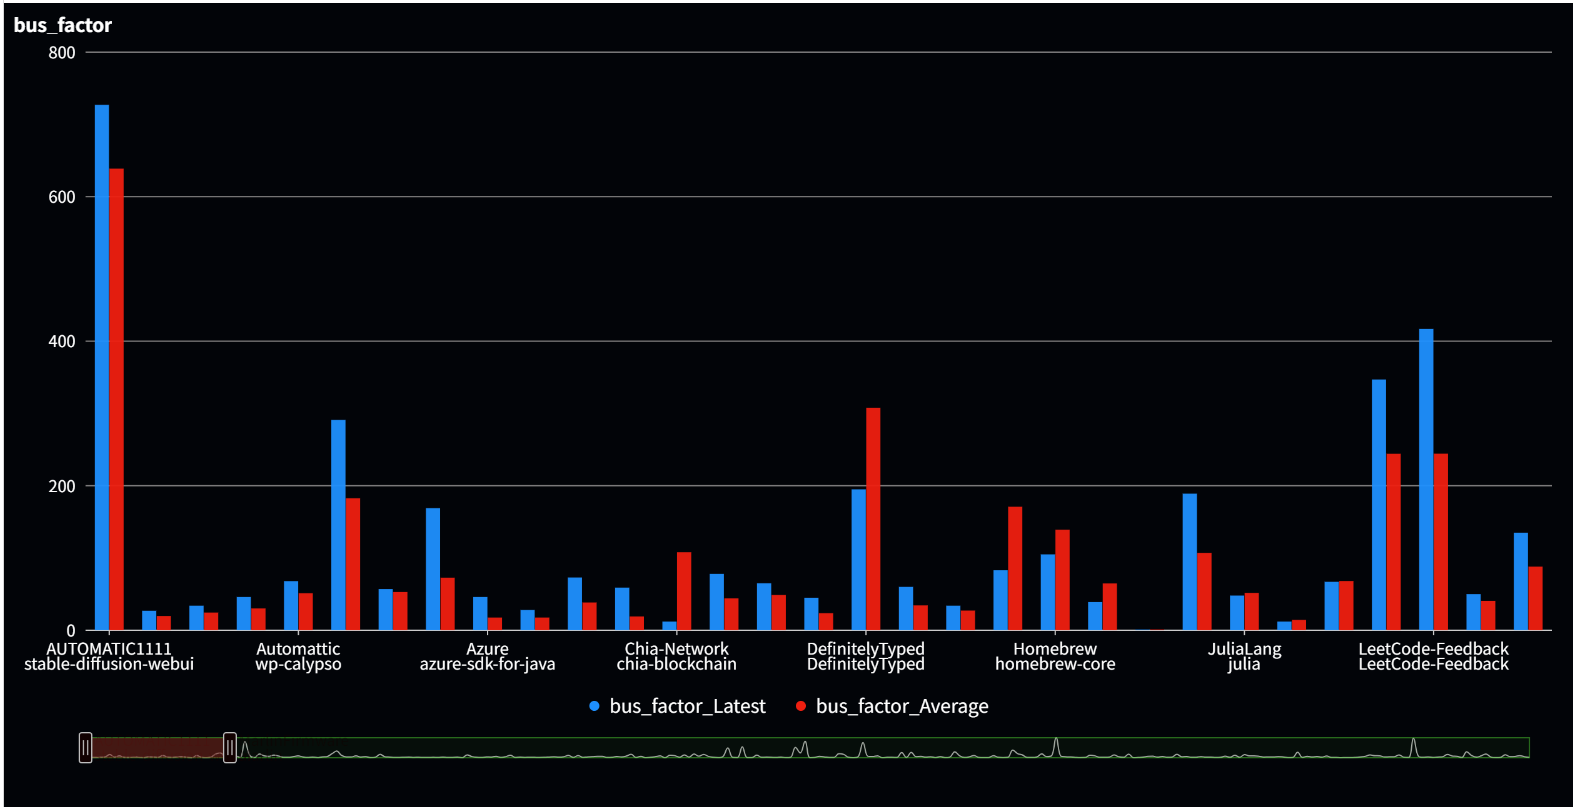 bus_factor
800
600
400
200
0
AUTOMATIC1111
stable-diffusion-webui
Automattic
wp-calypso
Azure
azure-sdk-for-java
Chia-Network
chia-blockchain
DefinitelyTyped
DefinitelyTyped
Homebrew
homebrew-core
JuliaLang
julia
LeetCode-Feedback
LeetCode-Feedback
bus_factor_Latest
bus_factor_Average